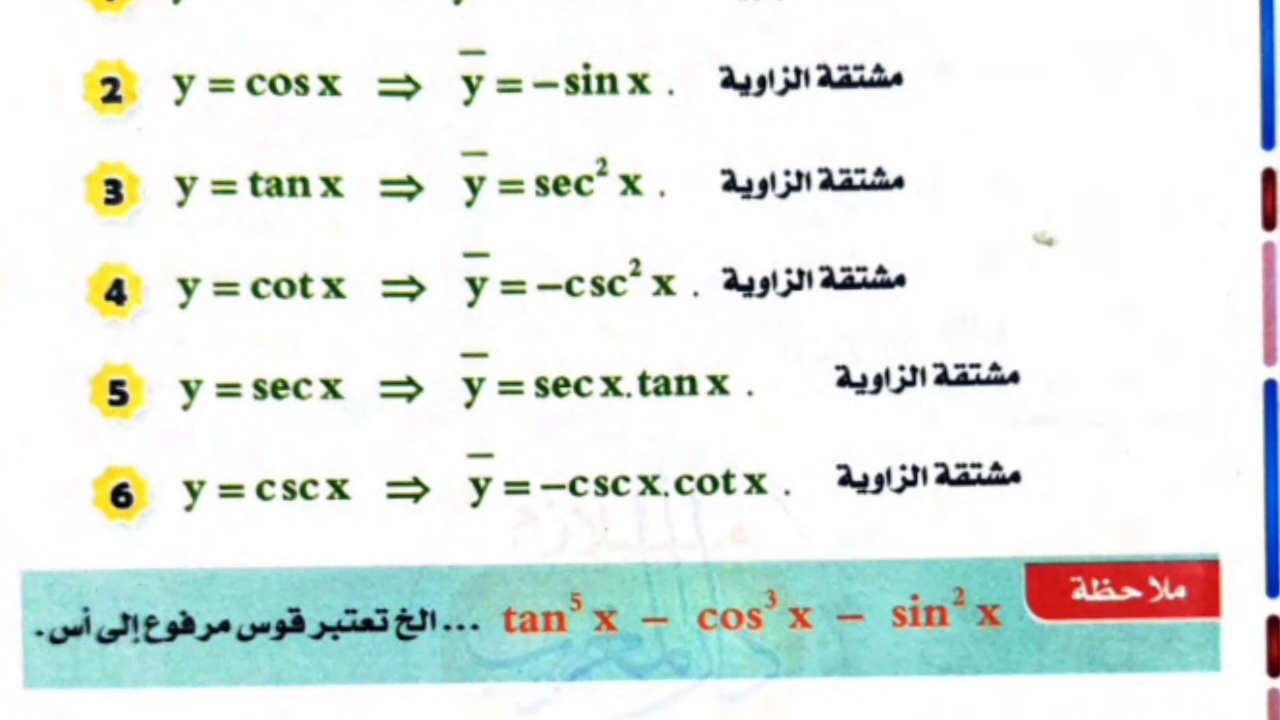 2 y = cos x ⇒ y̅ = −sin x . مشتقة الزاوية
3 y = tan x ⇒ y̅ = sec² x . مشتقة الزاوية
4 y = cot x ⇒ y̅ = −csc² x . مشتقة الزاوية
5 y = sec x ⇒ y̅ = sec x.tan x . مشتقة الزاوية
6 y = csc x ⇒ y̅ = −csc x.cot x . مشتقة الزاوية
ملاحظة
sin² x − cos³ x − tan⁵ x ...الخ تعتبر قوس مرفوع إلى أس.